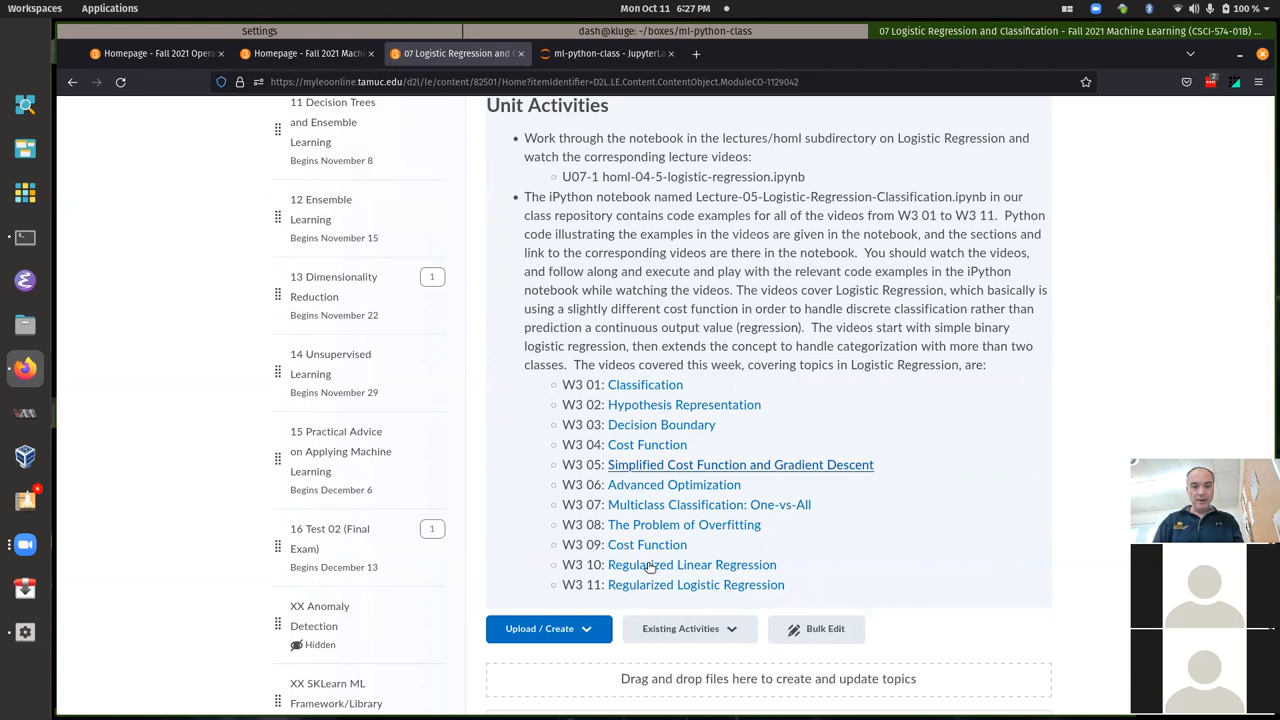 Workspaces
Applications
Mon Oct 11 6:27 PM
100 %
Settings
dash@kluge: ~/boxes/ml-python-class
07 Logistic Regression and Classification - Fall 2021 Machine Learning (CSCI-574-01B) ...
Homepage - Fall 2021 Opera
Homepage - Fall 2021 Machi
07 Logistic Regression and C
ml-python-class - JupyterLa
https://myleoonline.tamuc.edu/d2l/le/content/82501/Home?itemIdentifier=D2L.LE.Content.ContentObject.ModuleCO-1129042
11 Decision Trees
and Ensemble
Learning
Begins November 8
12 Ensemble
Learning
Begins November 15
13 Dimensionality
Reduction
1
Begins November 22
14 Unsupervised
Learning
Begins November 29
15 Practical Advice
on Applying Machine
Learning
Begins December 6
16 Test 02 (Final
Exam)
1
Begins December 13
XX Anomaly
Detection
Hidden
XX SKLearn ML
Framework/Library
Unit Activities
Work through the notebook in the lectures/homl subdirectory on Logistic Regression and
watch the corresponding lecture videos:
U07-1 homl-04-5-logistic-regression.ipynb
The iPython notebook named Lecture-05-Logistic-Regression-Classification.ipynb in our
class repository contains code examples for all of the videos from W3 01 to W3 11. Python
code illustrating the examples in the videos are given in the notebook, and the sections and
link to the corresponding videos are there in the notebook. You should watch the videos,
and follow along and execute and play with the relevant code examples in the iPython
notebook while watching the videos. The videos cover Logistic Regression, which basically is
using a slightly different cost function in order to handle discrete classification rather than
prediction a continuous output value (regression). The videos start with simple binary
logistic regression, then extends the concept to handle categorization with more than two
classes. The videos covered this week, covering topics in Logistic Regression, are:
W3 01: Classification
W3 02: Hypothesis Representation
W3 03: Decision Boundary
W3 04: Cost Function
W3 05: Simplified Cost Function and Gradient Descent
W3 06: Advanced Optimization
W3 07: Multiclass Classification: One-vs-All
W3 08: The Problem of Overfitting
W3 09: Cost Function
W3 10: Regularized Linear Regression
W3 11: Regularized Logistic Regression
Upload / Create
Existing Activities
Bulk Edit
Drag and drop files here to create and update topics